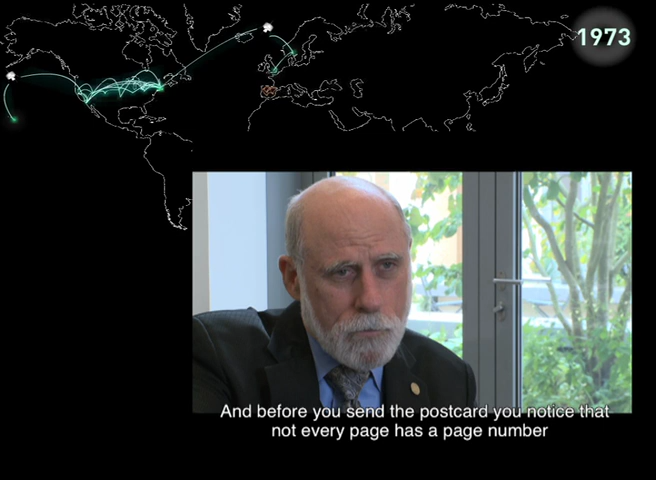 1973
And before you send the postcard you notice that
not every page has a page number